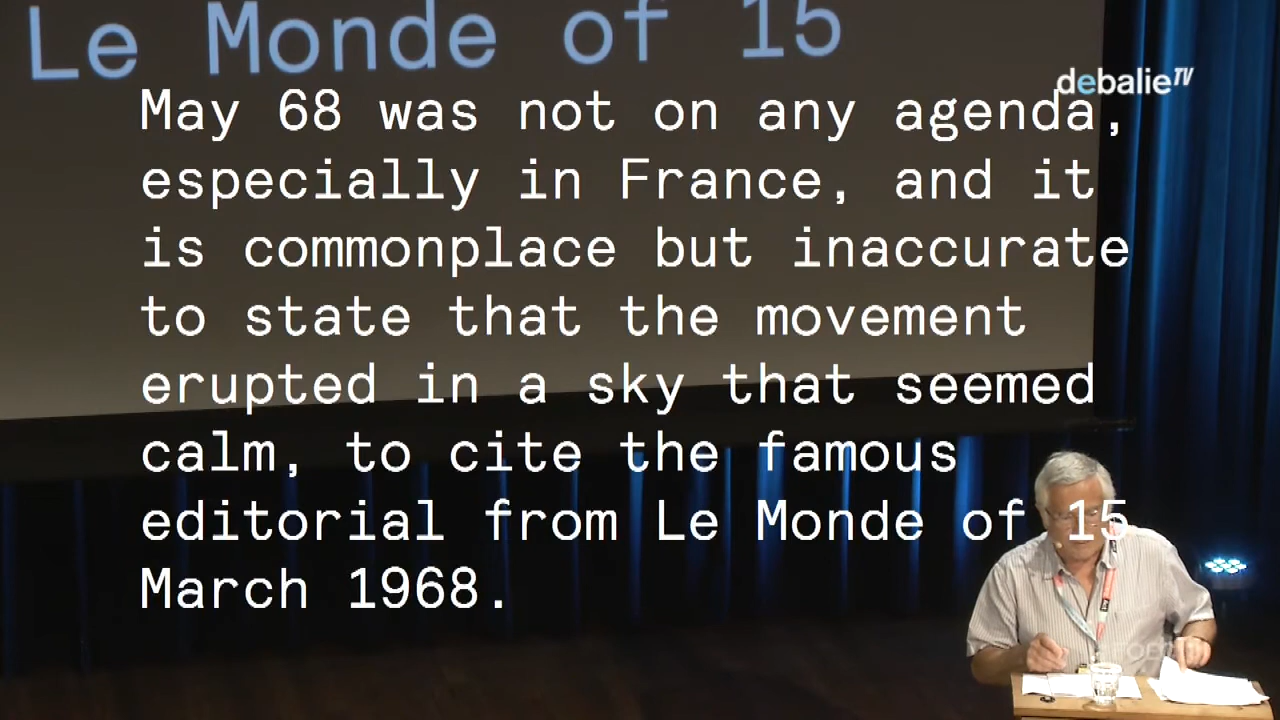 Le Monde of 15
debalieTV
May 68 was not on any agenda,
especially in France, and it
is commonplace but inaccurate
to state that the movement
erupted in a sky that seemed
calm, to cite the famous
editorial from Le Monde of 15
March 1968.